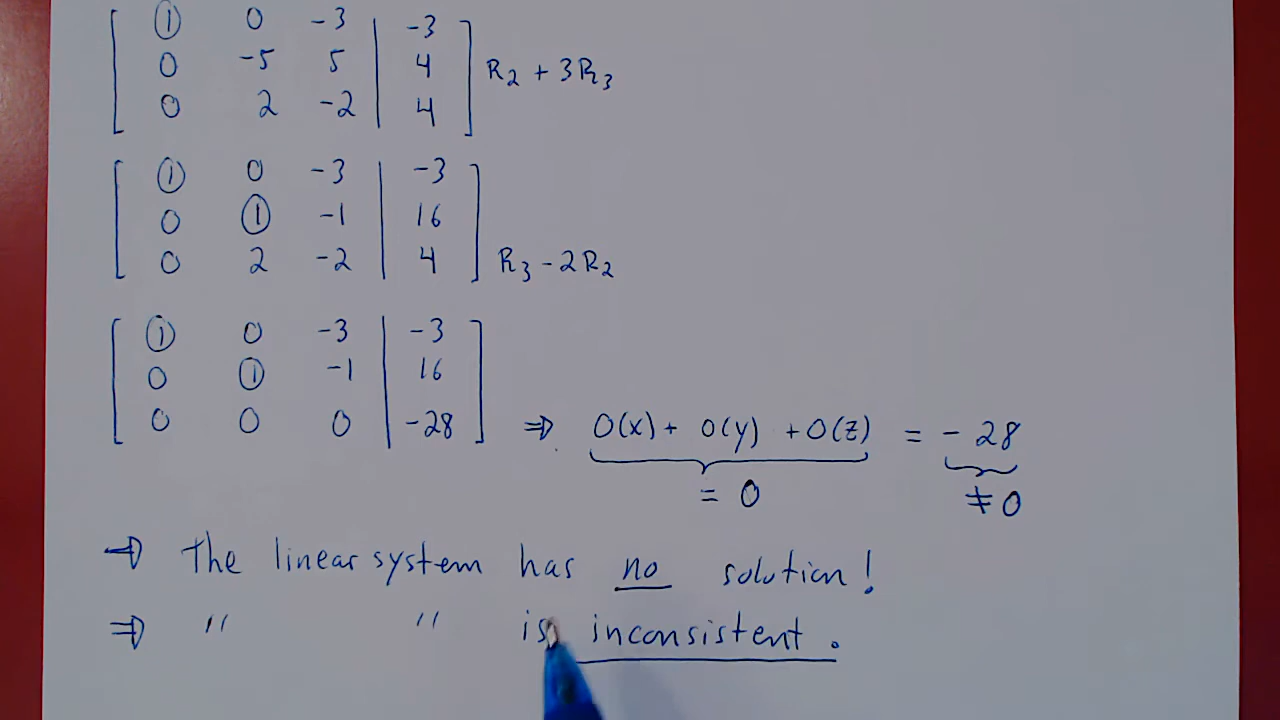 1 0 -3 | -3
0 -5 5 | 4 R2 + 3R3
0 2 -2 | 4
1 0 -3 | -3
0 1 -1 | 16
0 2 -2 | 4 R3 - 2R2
1 0 -3 | -3
0 1 -1 | 16
0 0 0 | -28 ⇒ 0(x) + 0(y) + 0(z) = -28
= 0 ≠ 0
⇒ The linear system has no solution!
⇒ " " is inconsistent.